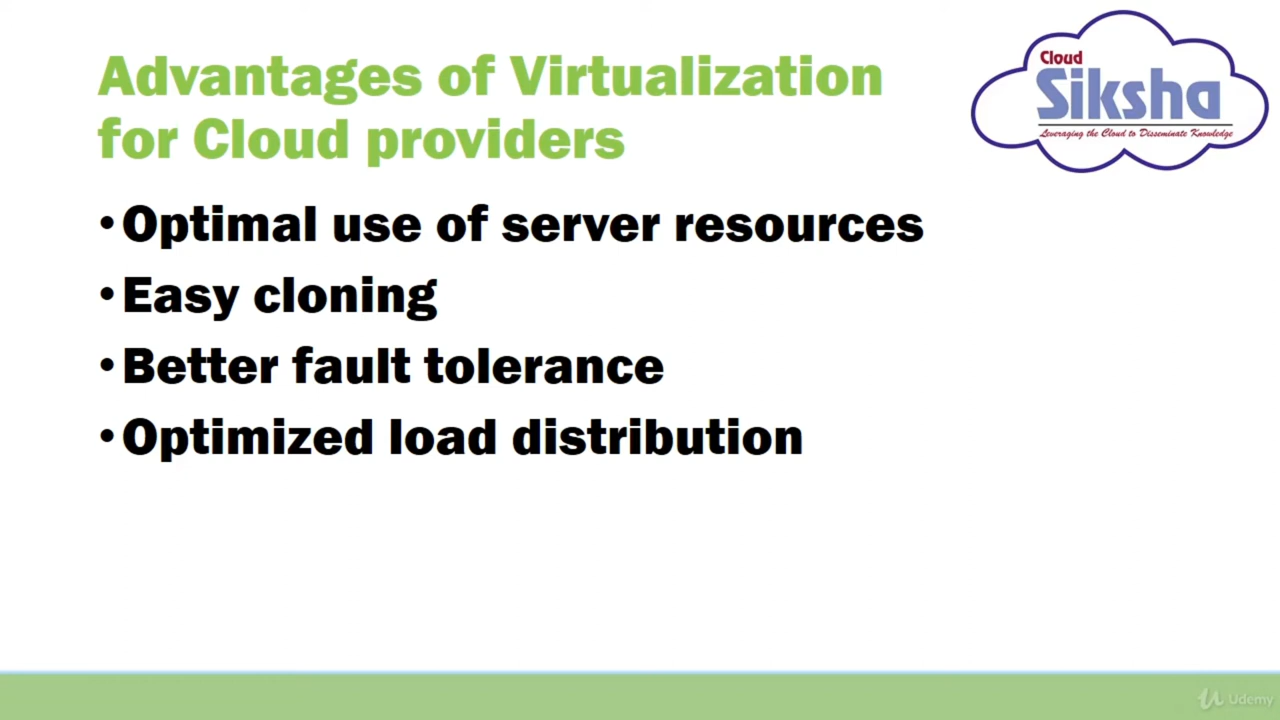 Advantages of Virtualization
for Cloud providers
Cloud
Siksha
Leveraging the Cloud to Disseminate Knowledge
• Optimal use of server resources
• Easy cloning
• Better fault tolerance
• Optimized load distribution
Udemy